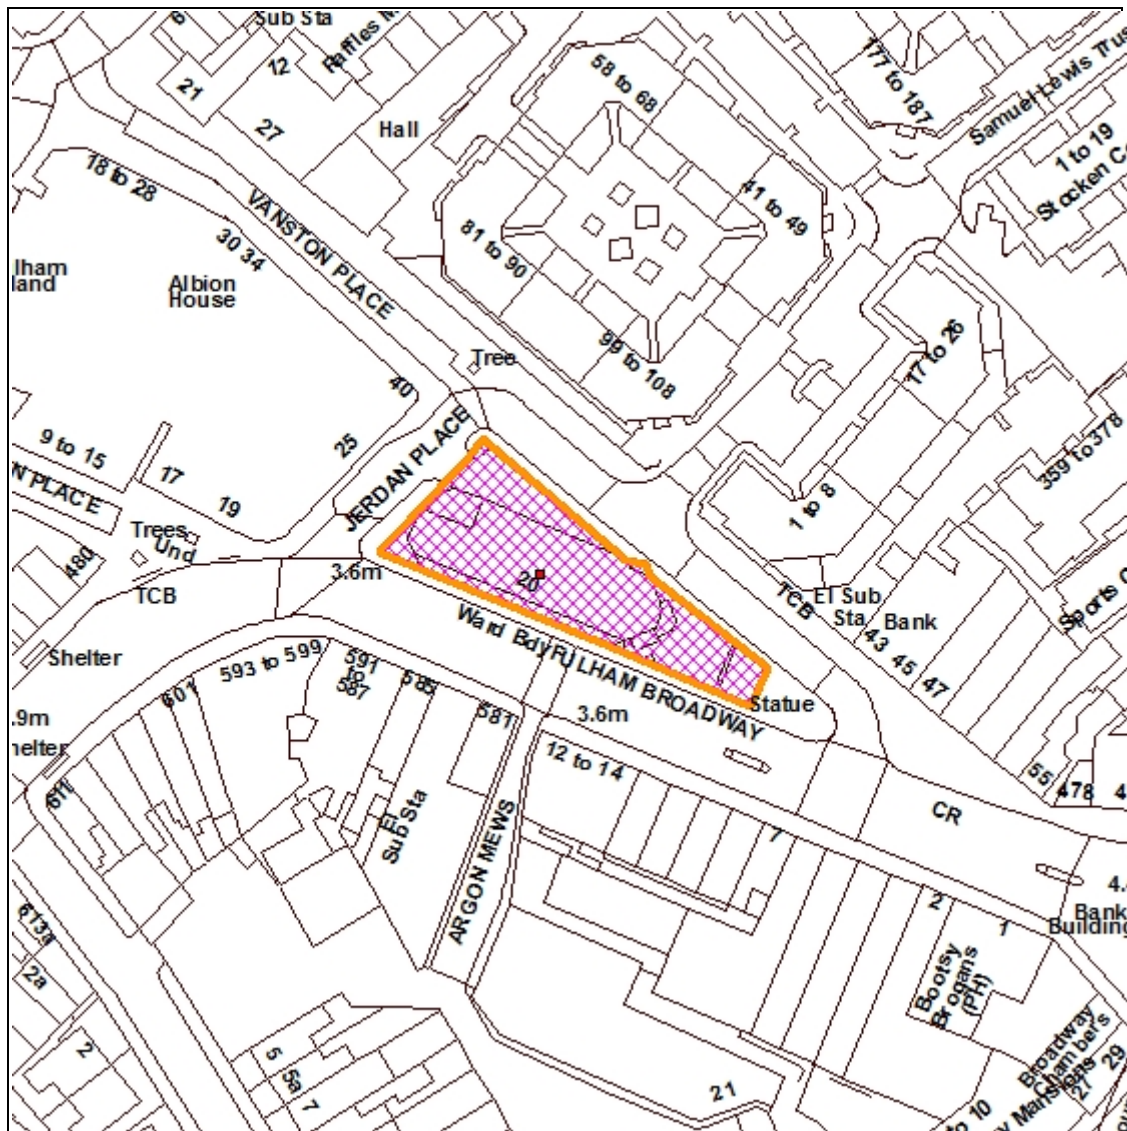 Sub Sta
12
21
27
Hall
58 to 68
177 to 187
Samuel Lewis
1 to 19
18 to 28
VANSTON PLACE
30 34
81 to 90
41 to 49
Albion
House
lham
land
Tree
99 to 108
17 to 26
40
JERDAN PLACE
25
9 to 15
17
19
N PLACE
Trees
Und
480
TCB
3.6m
20
1 to 8
359 to 378
TCB
El Sub
Sta
Bank
43
45
47
Sports
Ward Bdy
FULHAM BROADWAY
Statue
3.6m
Shelter
593 to 599
591
to
587
585
581
601
.9m
helter
611
12 to 14
El
Sub Sta
ARGON MEWS
7
CR
55
478
4
4.
Bank
Building
2
1
Bootsy
Brogans
(PH)
613a
2a
2
5
5a
7
21
Broadway
Chambers
y Mansions
27
29
to 10